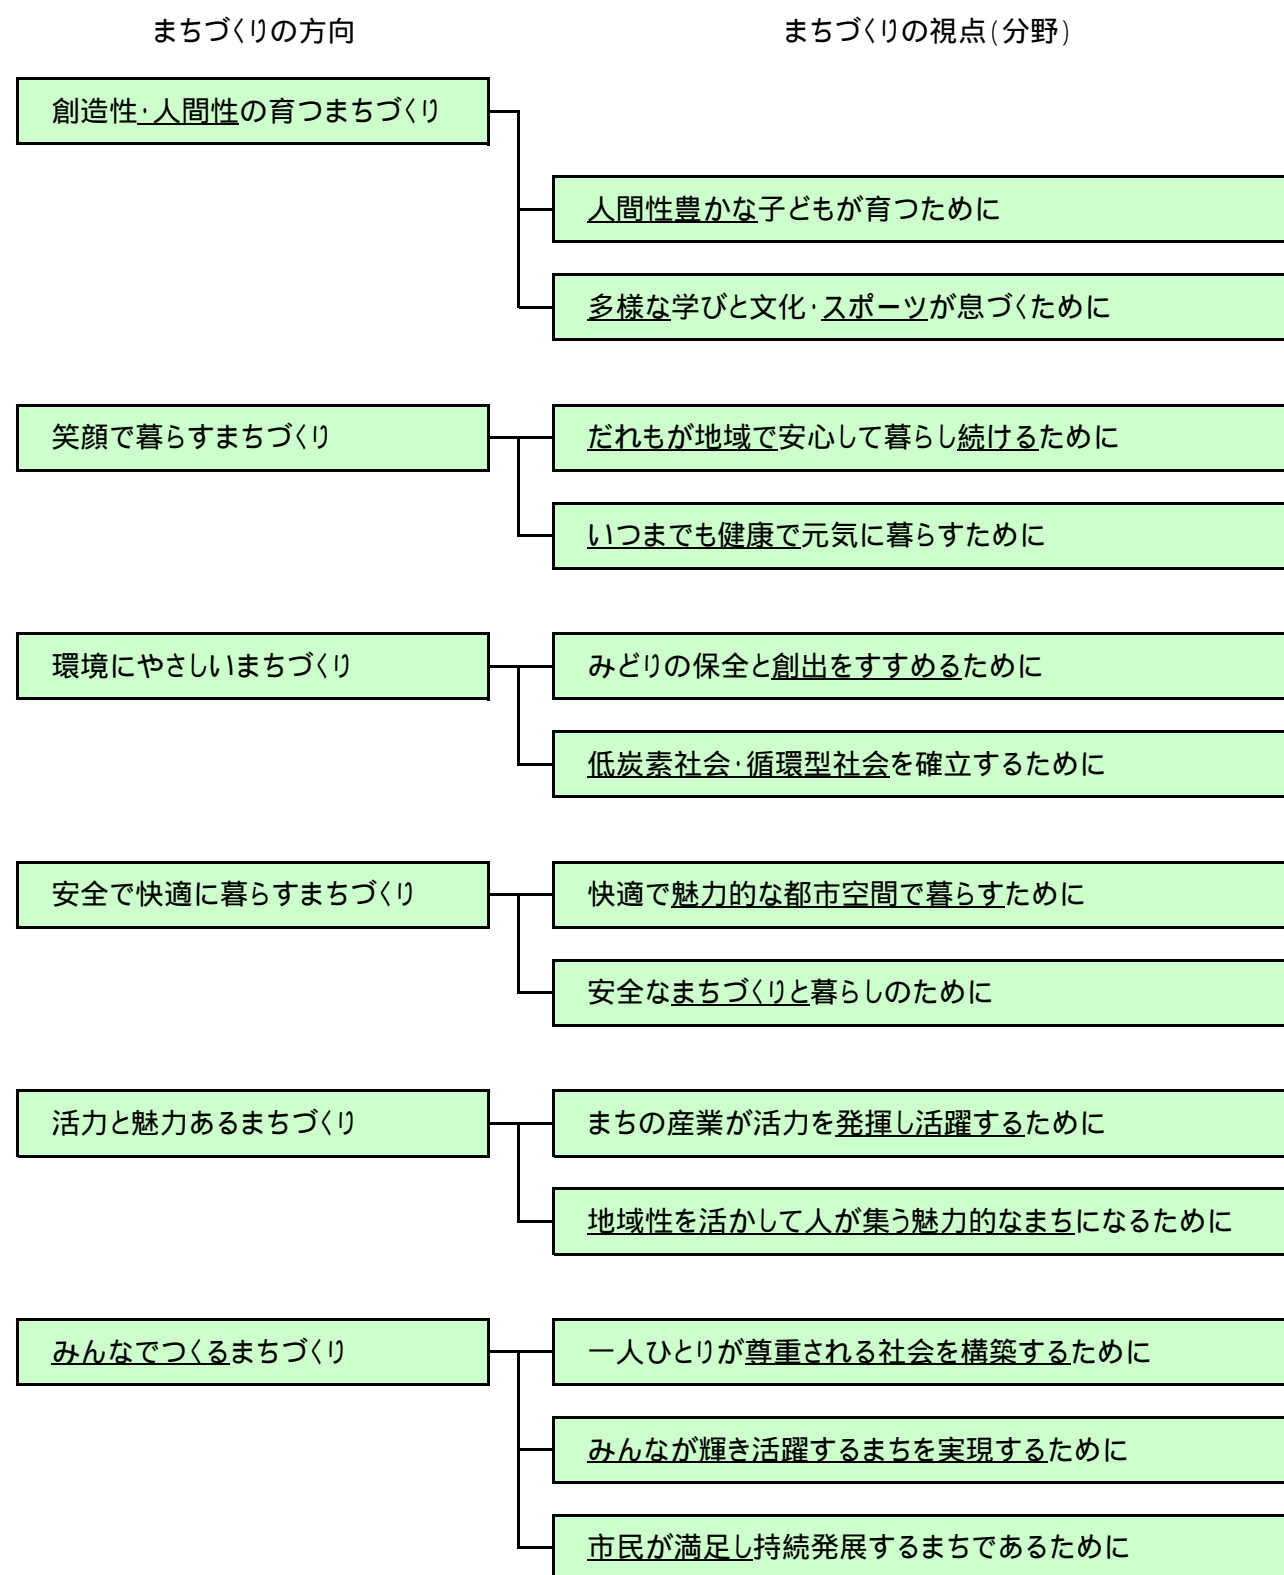 まちづくりの方向
まちづくりの視点(分野)
創造性・人間性の育つまちづくり
人間性豊かな子どもが育つために
多様な学びと文化・スポーツが息づくために
笑顔で暮らすまちづくり
だれもが地域で安心して暮らし続けるために
いつまでも健康で元気に暮らすために
環境にやさしいまちづくり
みどりの保全と創出をすすめるために
低炭素社会・循環型社会を確立するために
安全で快適に暮らすまちづくり
快適で魅力的な都市空間で暮らすために
安全なまちづくりと暮らしのために
活力と魅力あるまちづくり
まちの産業が活力を発揮し活躍するために
地域性を活かして人が集う魅力的なまちになるために
みんなでつくるまちづくり
一人ひとりが尊重される社会を構築するために
みんなが輝き活躍するまちを実現するために
市民が満足し持続発展するまちであるために